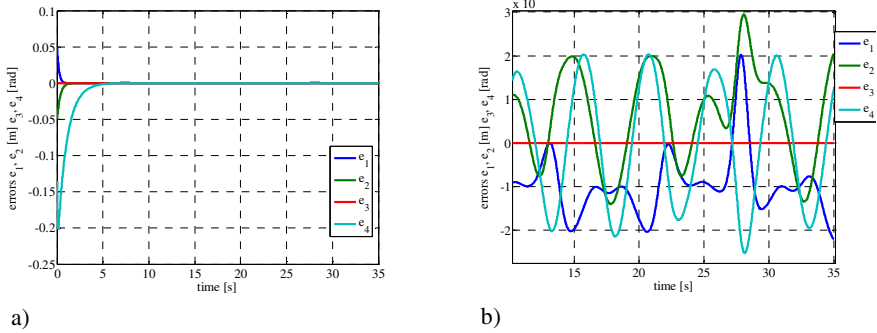 0.1
0.05
0
-0.05
-0.1
-0.15
-0.2
-0.25
0 5 10 15 20 25 30 35
time [s]
errors e1, e2 [m] e3, e4 [rad]
e1
e2
e3
e4
a)
3 x 10
2
1
0
-1
-2
15 20 25 30 35
time [s]
errors e1, e2 [m] e3, e4 [rad]
e1
e2
e3
e4
b)